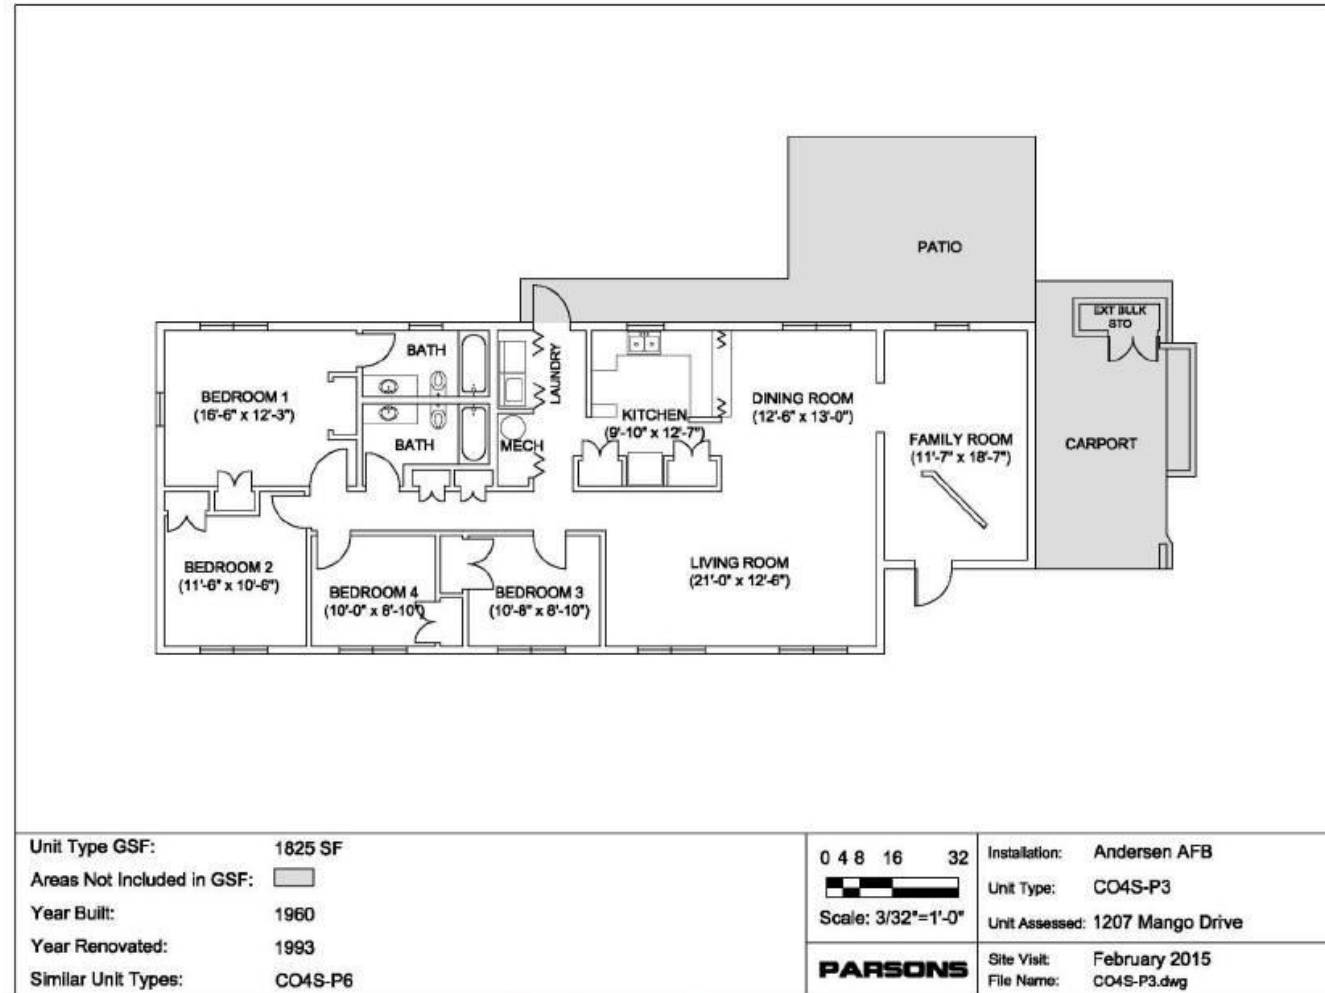 PATIO
EXT BULK
STO
BATH
LAUNDRY
BEDROOM 1
(16'-6" x 12'-3")
DINING ROOM
(12'-6" x 13'-0")
KITCHEN
(9'-10" x 12'-7")
BATH
MECH
FAMILY ROOM
(11'-7" x 18'-7")
CARPORT
BEDROOM 2
(11'-6" x 10'-6")
LIVING ROOM
(21'-0" x 12'-6")
BEDROOM 4
(10'-0" x 8'-10")
BEDROOM 3
(10'-8" x 8'-10")
Unit Type GSF: 1825 SF
Areas Not Included in GSF:
Year Built: 1960
Year Renovated: 1993
Similar Unit Types: CO4S-P6
0 4 8 16 32
Scale: 3/32"=1'-0"
PARSONS
Installation: Andersen AFB
Unit Type: CO4S-P3
Unit Assessed: 1207 Mango Drive
Site Visit: February 2015
File Name: CO4S-P3.dwg